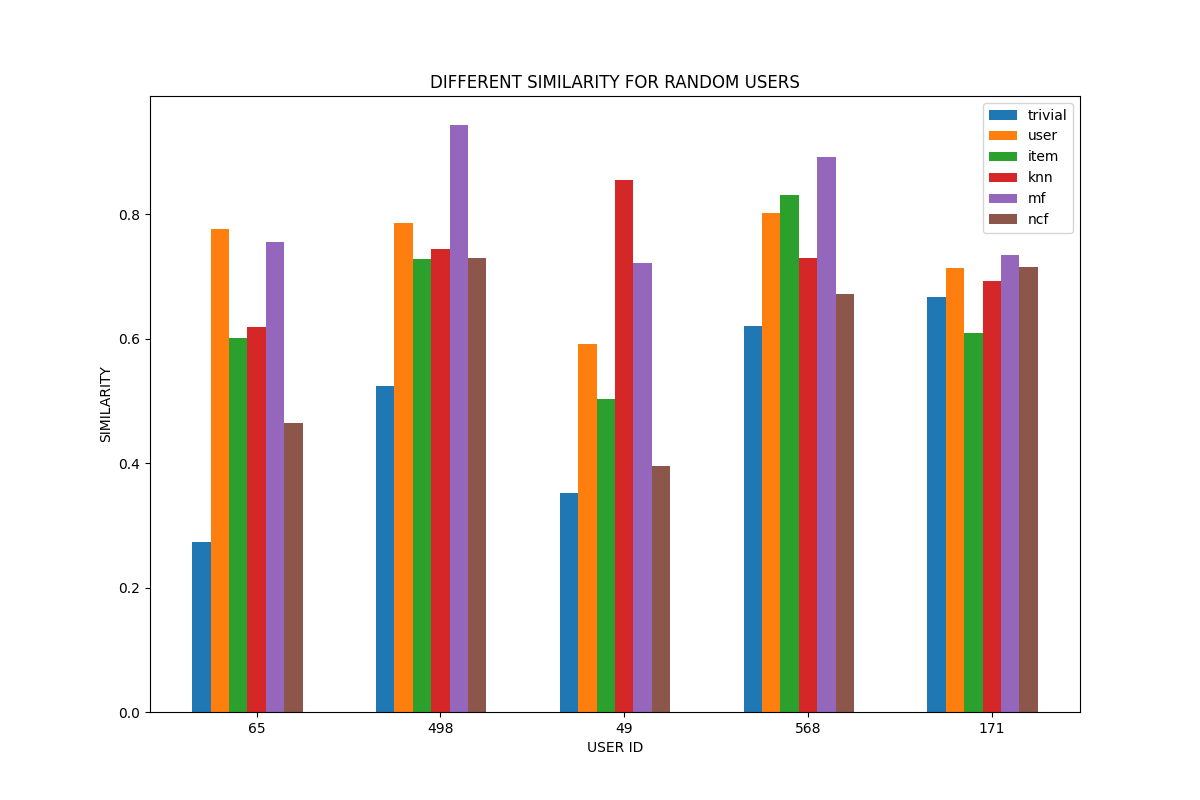 DIFFERENT SIMILARITY FOR RANDOM USERS
trivial
user
item
knn
mf
ncf
SIMILARITY
0.8
0.6
0.4
0.2
0.0
65 498 49 568 171
USER ID